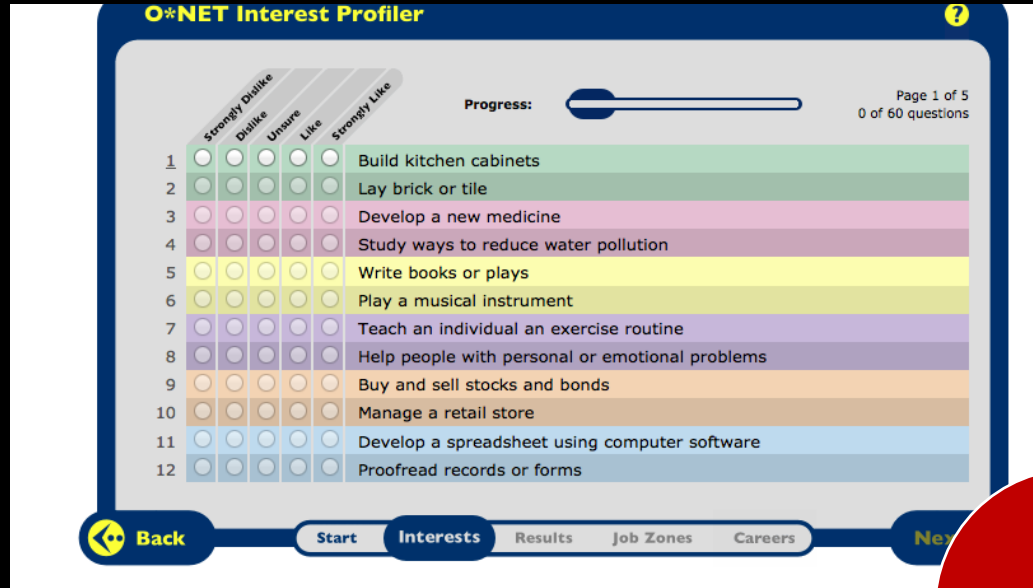 O*NET Interest Profiler
?
Strongly Dislike
Dislike
Unsure
Like
Strongly Like
Progress:
Page 1 of 5
0 of 60 questions
1 Build kitchen cabinets
2 Lay brick or tile
3 Develop a new medicine
4 Study ways to reduce water pollution
5 Write books or plays
6 Play a musical instrument
7 Teach an individual an exercise routine
8 Help people with personal or emotional problems
9 Buy and sell stocks and bonds
10 Manage a retail store
11 Develop a spreadsheet using computer software
12 Proofread records or forms
Back
Start Interests Results Job Zones Careers